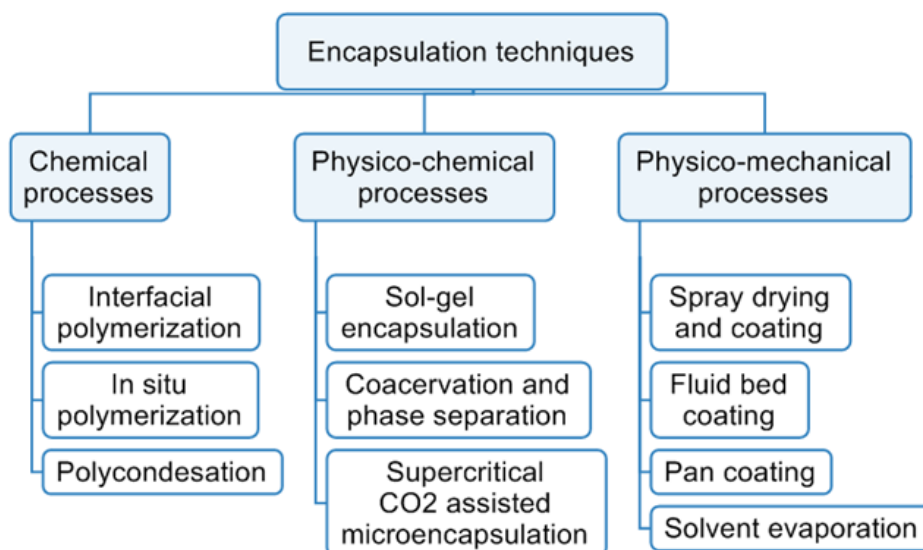 Encapsulation techniques
Chemical
processes
Interfacial
polymerization
In situ
polymerization
Polycondesation
Physico-chemical
processes
Sol-gel
encapsulation
Coacervation and
phase separation
Supercritical
CO2 assisted
microencapsulation
Physico-mechanical
processes
Spray drying
and coating
Fluid bed
coating
Pan coating
Solvent evaporation